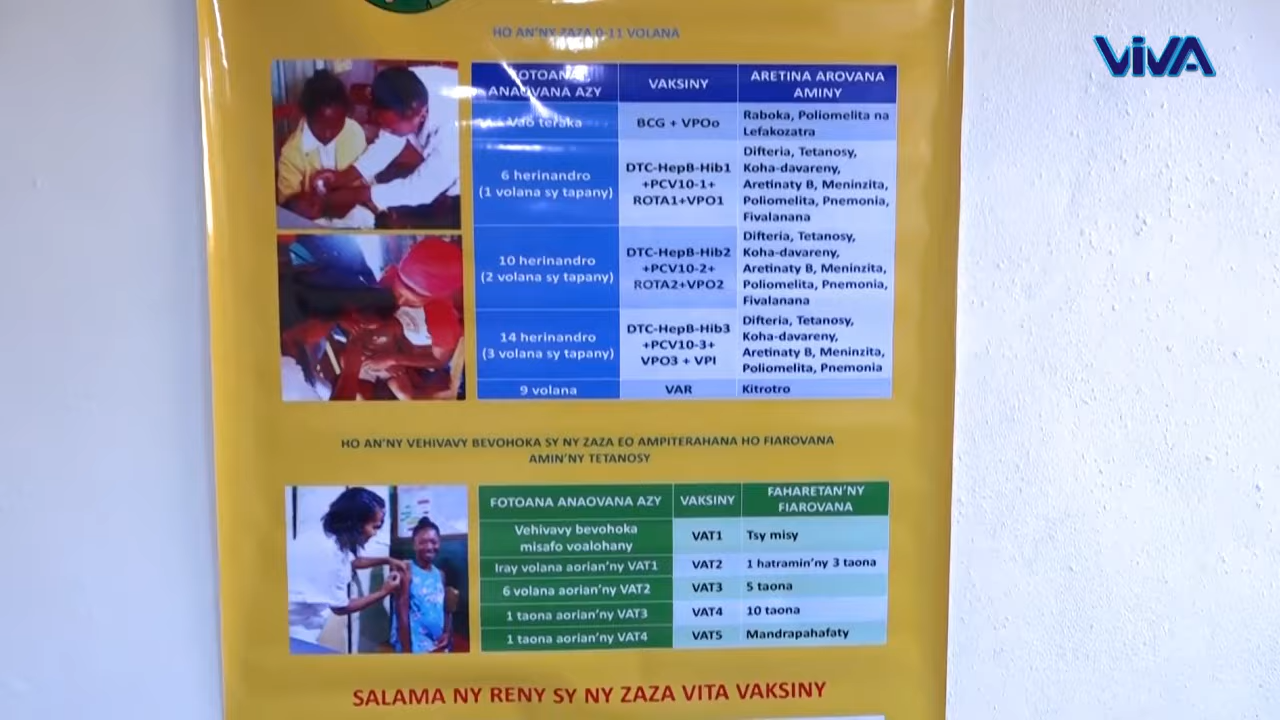 ViVA
HO AN'NY ZAZA 0-11 VOLANA
FOTOANA ANAOVANA AZY
VAKSINY
ARETINA AROVANA AMINY
Vao teraka
BCG + VPOo
Raboka, Poliomelita na
Lefakozatra
6 herinandro
(1 volana sy tapany)
DTC-HepB-Hib1
+PCV10-1+
ROTA1+VPO1
Difteria, Tetanosy,
Koha-davareny,
Aretinaty B, Meninzita,
Poliomelita, Pnemonia,
Fivalanana
10 herinandro
(2 volana sy tapany)
DTC-HepB-Hib2
+PCV10-2+
ROTA2+VPO2
Difteria, Tetanosy,
Koha-davareny,
Aretinaty B, Meninzita,
Poliomelita, Pnemonia,
Fivalanana
14 herinandro
(3 volana sy tapany)
DTC-HepB-Hib3
+PCV10-3+
VPO3 + VPI
Difteria, Tetanosy,
Koha-davareny,
Aretinaty B, Meninzita,
Poliomelita, Pnemonia
9 volana
VAR
Kitrotro
HO AN'NY VEHIVAVY BEVOHOKA SY NY ZAZA EO AMPITERAHANA HO FIAROVANA
AMIN'NY TETANOSY
FOTOANA ANAOVANA AZY
VAKSINY
FAHARETAN'NY
FIAROVANA
Vehivavy bevohoka
misafo voalohany
VAT1
Tsy misy
Iray volana aorian'ny VAT1
VAT2
1 hatramin'ny 3 taona
6 volana aorian'ny VAT2
VAT3
5 taona
1 taona aorian'ny VAT3
VAT4
10 taona
1 taona aorian'ny VAT4
VAT5
Mandrapahafaty
SALAMA NY RENY SY NY ZAZA VITA VAKSINY